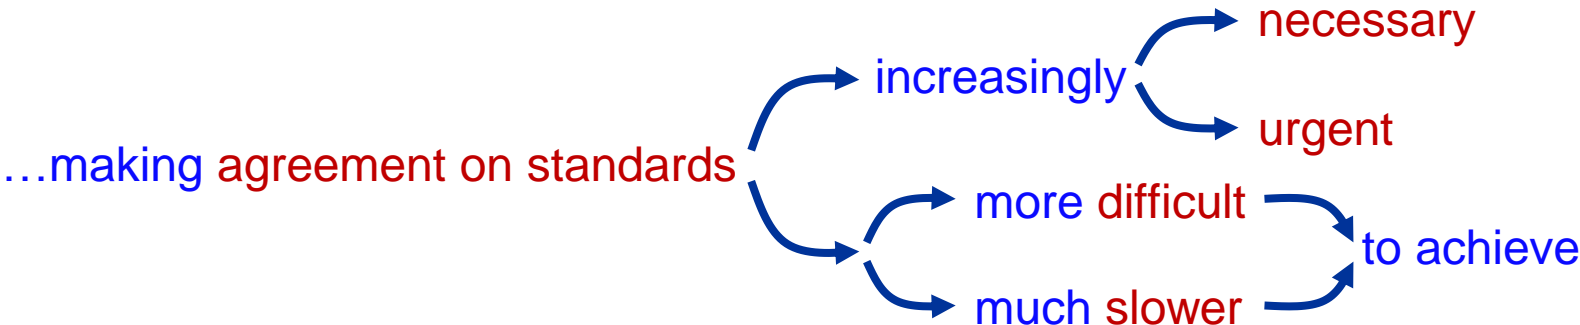 necessary
increasingly
urgent
…making agreement on standards
more difficult
to achieve
much slower